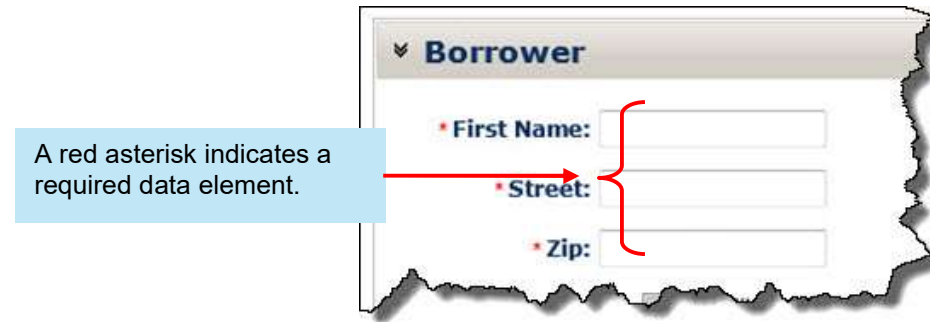 Borrower
* First Name:
A red asterisk indicates a
required data element.
* Street:
* Zip: